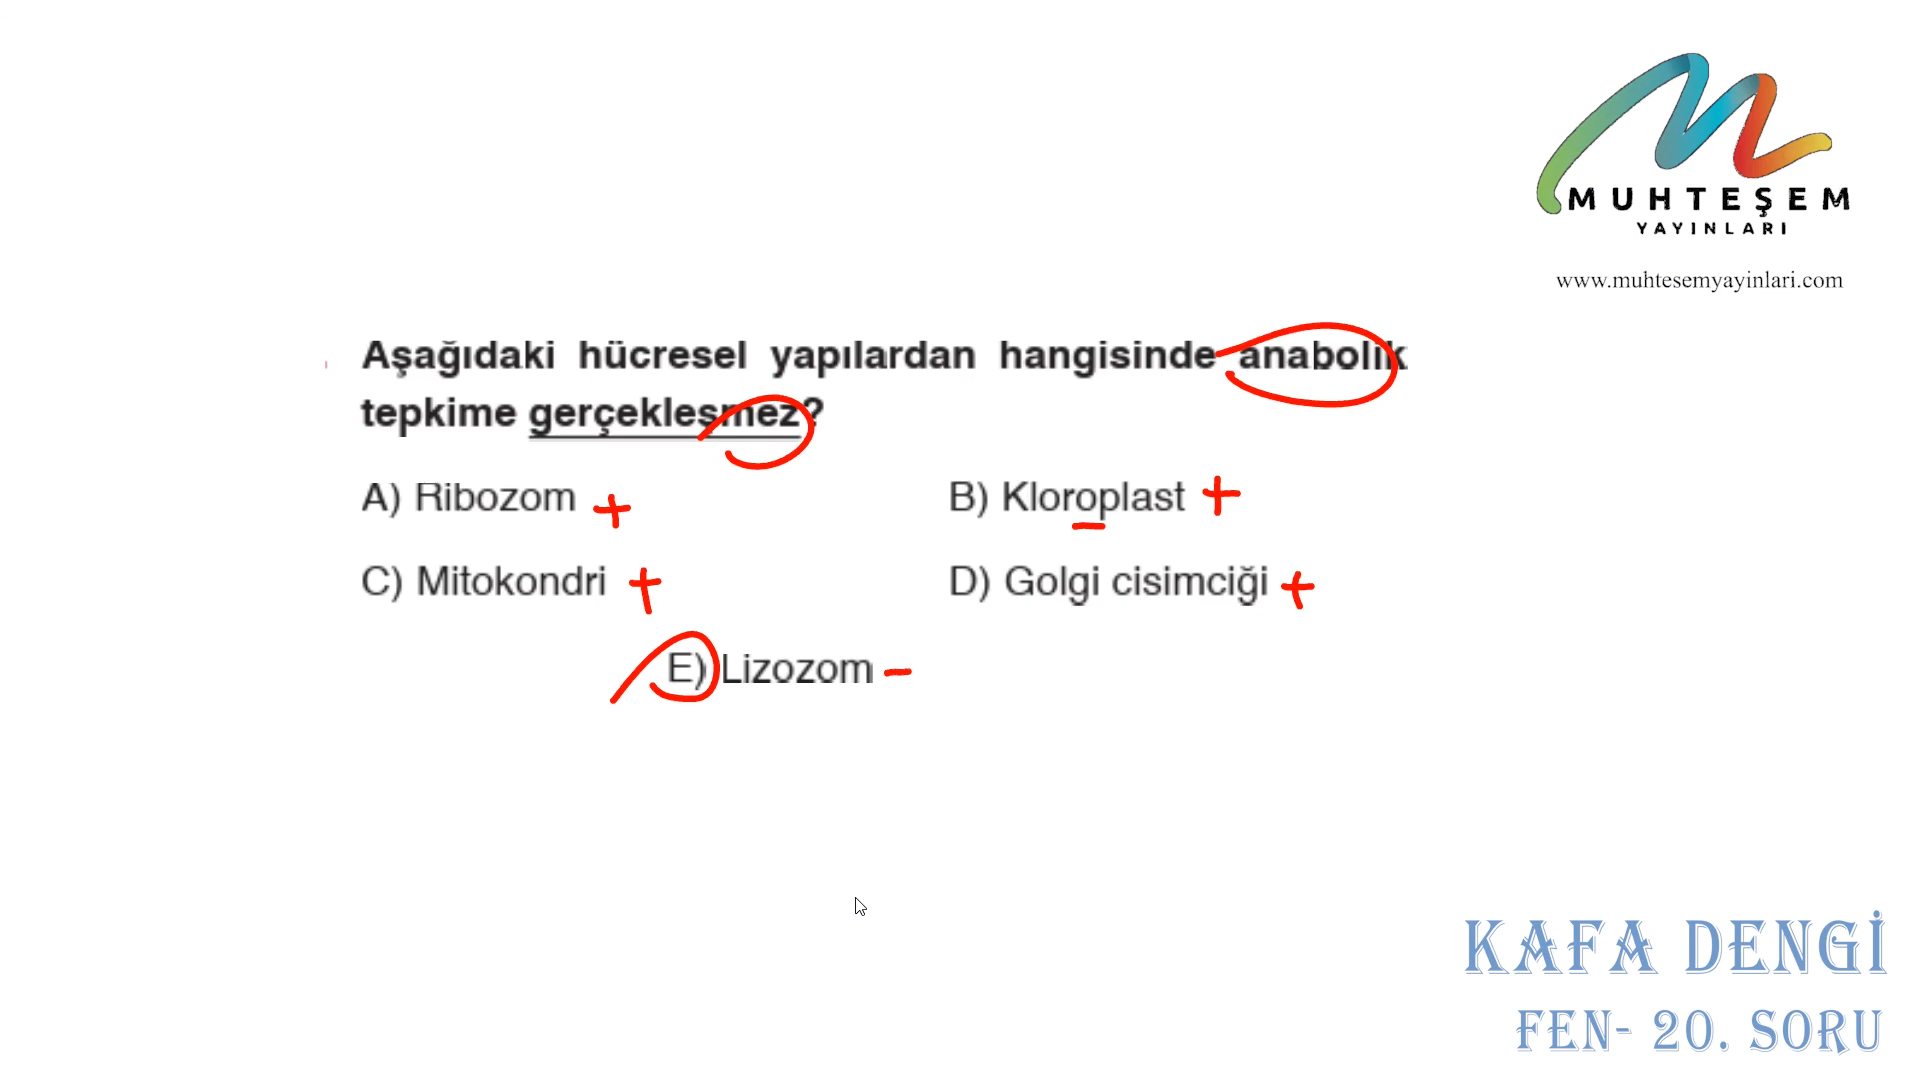 MUHTEŞEM
YAYINLARI
www.muhtesemyayinlari.com
Aşağıdaki hücresel yapılardan hangisinde anabolik
tepkime gerçekleşmez?
A) Ribozom +
B) Kloroplast +
C) Mitokondri +
D) Golgi cisimciği +
E) Lizozom -
KAFA DENGİ
FEN- 20. SORU